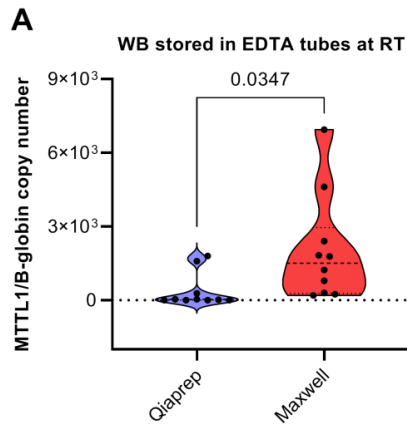 A
WB stored in EDTA tubes at RT
MTTL1/B-globin copy number
9×10³
6×10³
3×10³
0
0.0347
Qiaprep
Maxwell